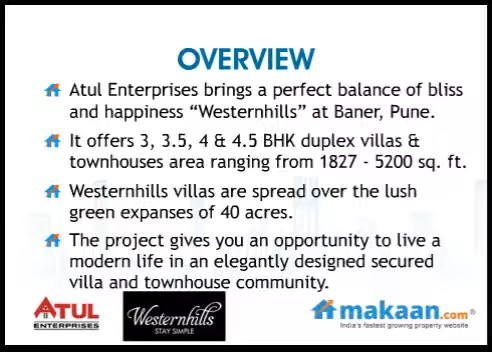 OVERVIEW
Atul Enterprises brings a perfect balance of bliss
and happiness “Westernhills” at Baner, Pune.
It offers 3, 3.5, 4 & 4.5 BHK duplex villas &
townhouses area ranging from 1827 - 5200 sq. ft.
Westernhills villas are spread over the lush
green expanses of 40 acres.
The project gives you an opportunity to live a
modern life in an elegantly designed secured
villa and townhouse community.
ATUL
ENTERPRISES
Westernhills
STAY SIMPLE
makaan.com®
India's fastest growing property website